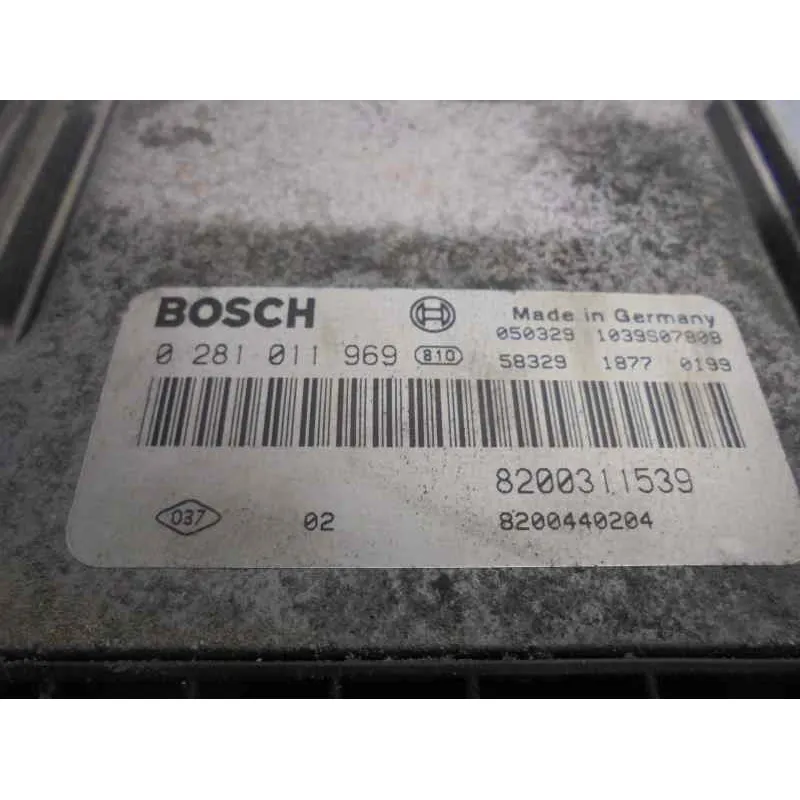 BOSCH
Made in Germany
050329 1039S07808
0 281 011 969 810
58329 1877 0199
8200311539
037 02 8200440204